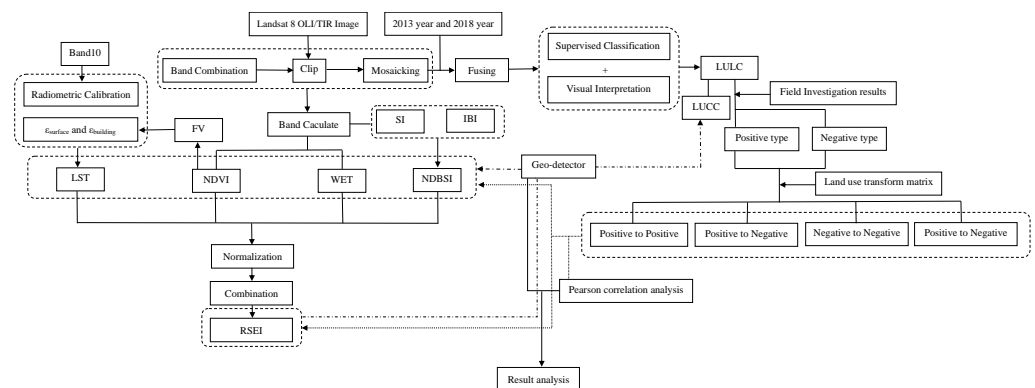 Landsat 8 OLI/TIR Image
2013 year and 2018 year
Band10
Supervised Classification
+
Visual Interpretation
Band Combination
Clip
Mosaicking
Fusing
LULC
LUCC
Radiometric Calibration
Field Investigation results
εsurface and εbuilding
FV
Band Caculate
SI
IBI
Positive type
Negative type
LST
NDVI
WET
NDBSI
Geo-detector
Land use transform matrix
Positive to Positive
Positive to Negative
Negative to Negative
Positive to Negative
Normalization
Combination
Pearson correlation analysis
RSEI
Result analysis